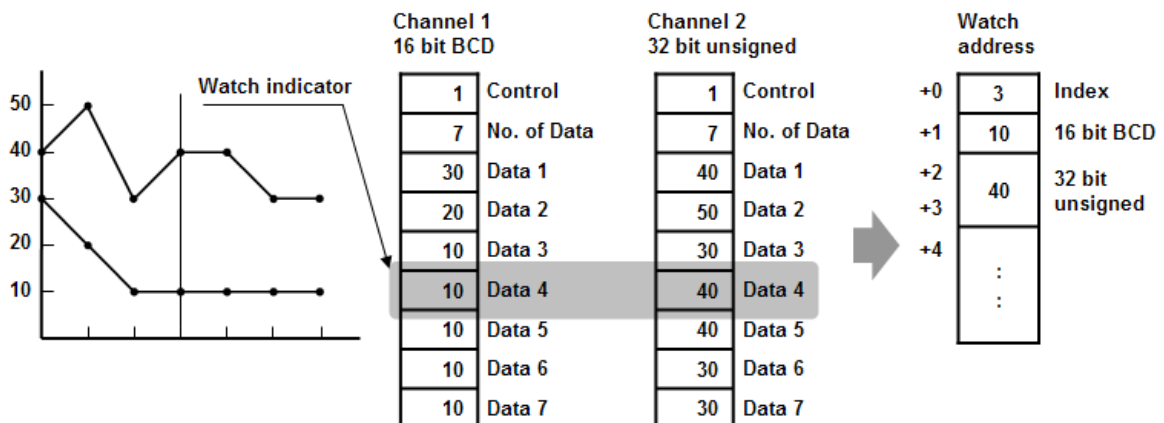 Channel 1
16 bit BCD
Channel 2
32 bit unsigned
Watch
address
Watch indicator
50
40
30
20
10
1 Control
7 No. of Data
30 Data 1
20 Data 2
10 Data 3
10 Data 4
10 Data 5
10 Data 6
10 Data 7
1 Control
7 No. of Data
40 Data 1
50 Data 2
30 Data 3
40 Data 4
40 Data 5
30 Data 6
30 Data 7
+0 3 Index
+1 10 16 bit BCD
+2
+3
40
32 bit
unsigned
+4
:
: